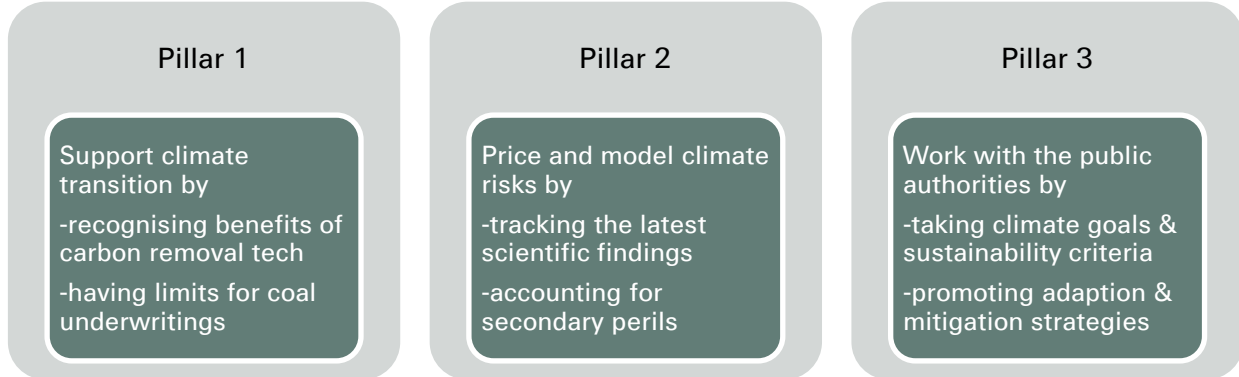 Pillar 1
Support climate
transition by
-recognising benefits of
carbon removal tech
-having limits for coal
underwritings
Pillar 2
Price and model climate
risks by
-tracking the latest
scientific findings
-accounting for
secondary perils
Pillar 3
Work with the public
authorities by
-taking climate goals &
sustainability criteria
-promoting adaption &
mitigation strategies